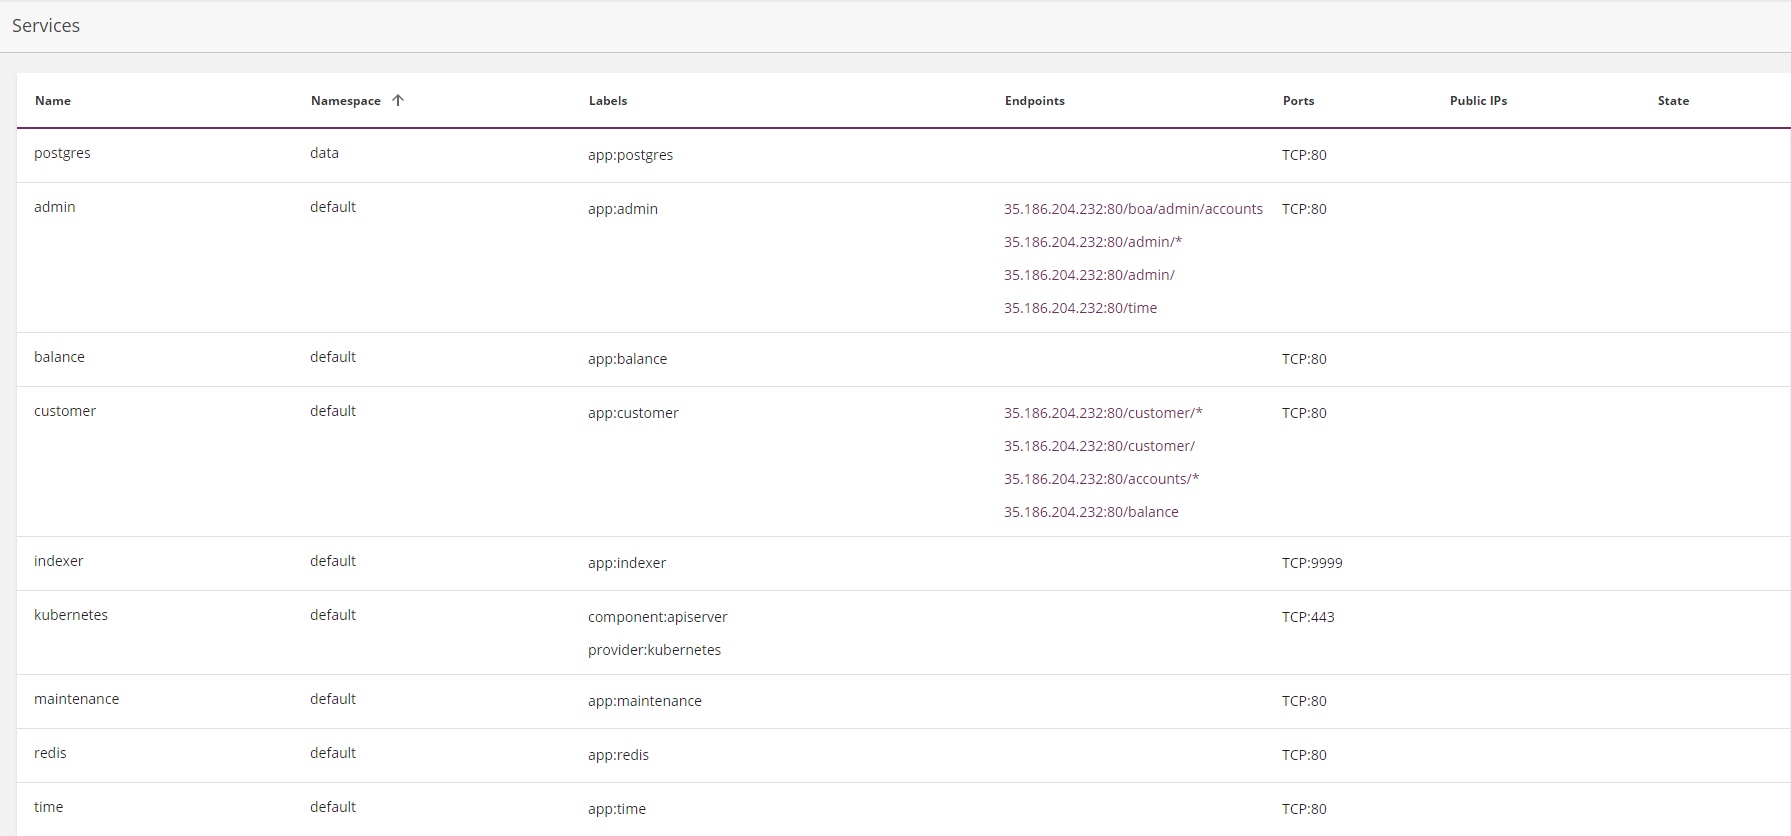 Services
Name Namespace Labels Endpoints Ports Public IPs State
postgres data app:postgres TCP:80
admin default app:admin 35.186.204.232:80/boa/admin/accounts TCP:80
35.186.204.232:80/admin/*
35.186.204.232:80/admin/
35.186.204.232:80/time
balance default app:balance TCP:80
customer default app:customer 35.186.204.232:80/customer/* TCP:80
35.186.204.232:80/customer/
35.186.204.232:80/accounts/*
35.186.204.232:80/balance
indexer default app:indexer TCP:9999
kubernetes default component:apiserver TCP:443
provider:kubernetes
maintenance default app:maintenance TCP:80
redis default app:redis TCP:80
time default app:time TCP:80